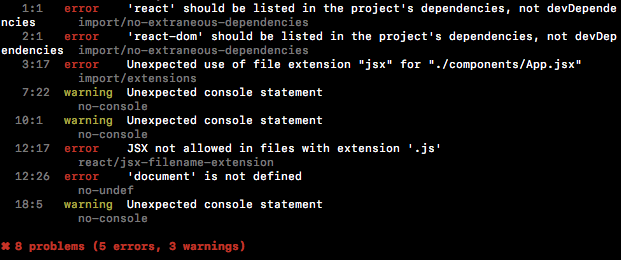 1:1 error 'react' should be listed in the project's dependencies, not devDepende
ncies import/no-extraneous-dependencies
2:1 error 'react-dom' should be listed in the project's dependencies, not devDep
endencies import/no-extraneous-dependencies
3:17 error Unexpected use of file extension "jsx" for "./components/App.jsx"
import/extensions
7:22 warning Unexpected console statement
no-console
10:1 warning Unexpected console statement
no-console
12:17 error JSX not allowed in files with extension '.js'
react/jsx-filename-extension
12:26 error 'document' is not defined
no-undef
18:5 warning Unexpected console statement
no-console
✖ 8 problems (5 errors, 3 warnings)